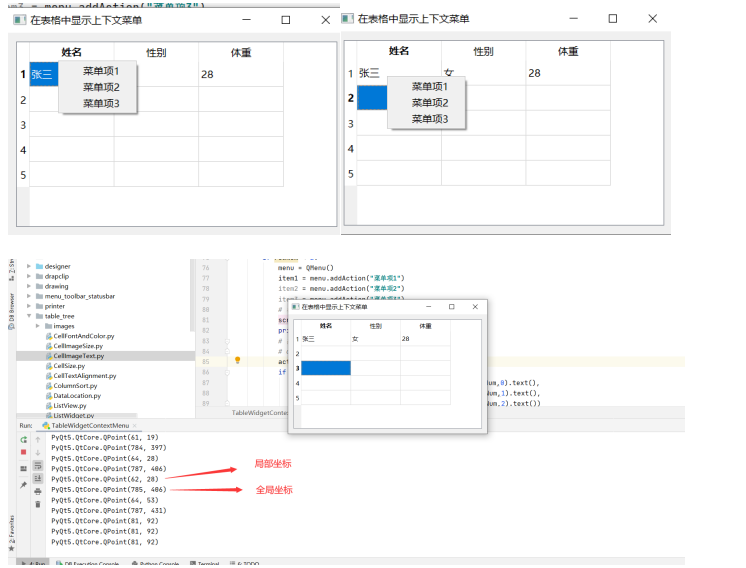 = menu.addAction("菜单项3")
在表格中显示上下文菜单
姓名 性别 体重
1 张三 28
2
3
4
5
菜单项1
菜单项2
菜单项3
在表格中显示上下文菜单
姓名 性别 体重
1 张三 女 28
2
3
4
5
菜单项1
菜单项2
菜单项3
designer
drapclip
drawing
menu_toolbar_statusbar
printer
table_tree
images
CellFontAndColor.py
CellImageSize.py
CellImageText.py
CellSize.py
CellTextAlignment.py
ColumnSort.py
DataLocation.py
ListView.py
ListWidget.py
76 menu = QMenu()
77 item1 = menu.addAction("菜单项1")
78 item2 = menu.addAction("菜单项2")
79
80 #
81 scr
82 pri
83 #
84 #
85 act
86 if
87 um,0).text(),
88 um,1).text(),
89 um,2).text())
在表格中显示上下文菜单
姓名 性别 体重
1 张三 女 28
2
3
4
5
TableWidgetConte
Run: TableWidgetContextMenu
PyQt5.QtCore.QPoint(61, 19)
PyQt5.QtCore.QPoint(784, 397)
PyQt5.QtCore.QPoint(64, 28)
PyQt5.QtCore.QPoint(787, 406)
PyQt5.QtCore.QPoint(62, 28)
PyQt5.QtCore.QPoint(785, 406)
PyQt5.QtCore.QPoint(64, 53)
PyQt5.QtCore.QPoint(787, 431)
PyQt5.QtCore.QPoint(81, 92)
PyQt5.QtCore.QPoint(81, 92)
PyQt5.QtCore.QPoint(81, 92)
局部坐标
全局坐标
DB Browser
2: Favorites
4: Run DB Execution Console Python Console Terminal 6: TODO